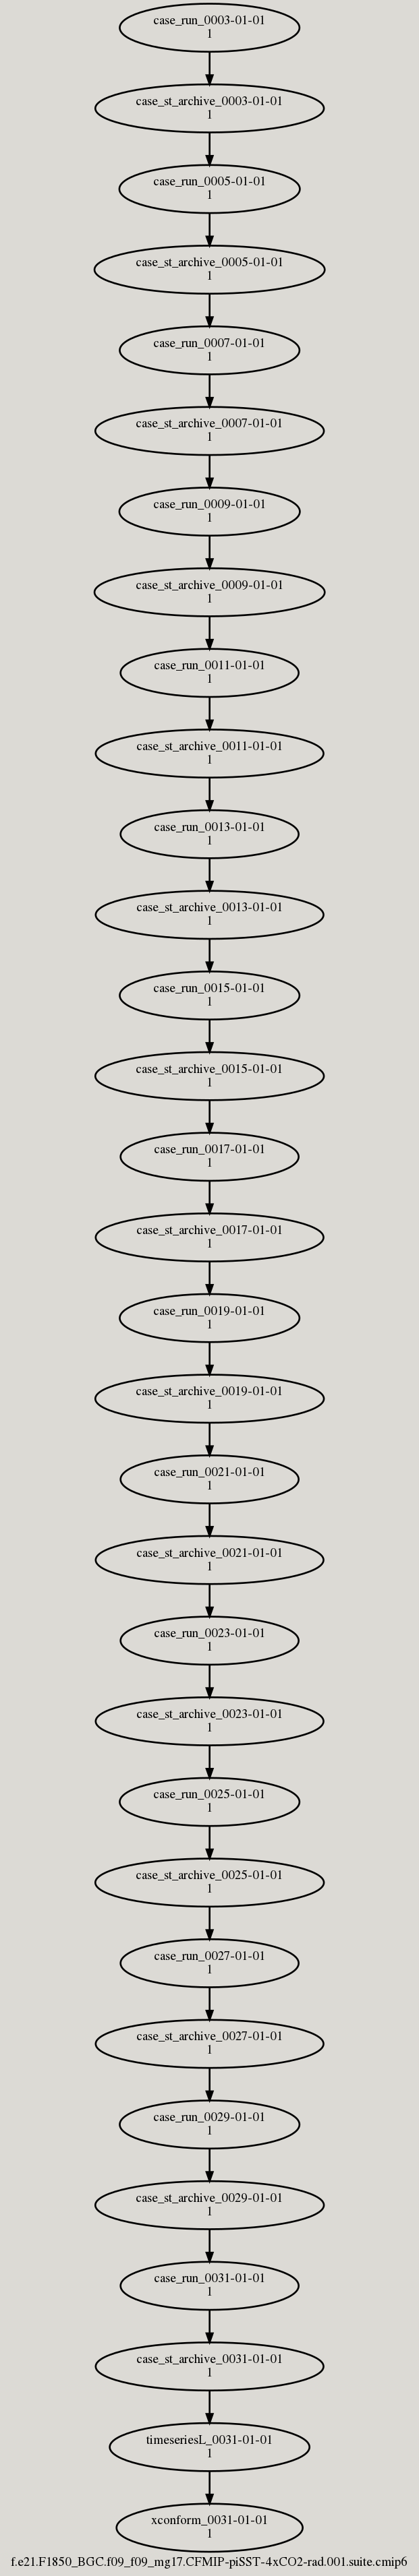 case_run_0003-01-01
1
case_st_archive_0003-01-01
1
case_run_0005-01-01
1
case_st_archive_0005-01-01
1
case_run_0007-01-01
1
case_st_archive_0007-01-01
1
case_run_0009-01-01
1
case_st_archive_0009-01-01
1
case_run_0011-01-01
1
case_st_archive_0011-01-01
1
case_run_0013-01-01
1
case_st_archive_0013-01-01
1
case_run_0015-01-01
1
case_st_archive_0015-01-01
1
case_run_0017-01-01
1
case_st_archive_0017-01-01
1
case_run_0019-01-01
1
case_st_archive_0019-01-01
1
case_run_0021-01-01
1
case_st_archive_0021-01-01
1
case_run_0023-01-01
1
case_st_archive_0023-01-01
1
case_run_0025-01-01
1
case_st_archive_0025-01-01
1
case_run_0027-01-01
1
case_st_archive_0027-01-01
1
case_run_0029-01-01
1
case_st_archive_0029-01-01
1
case_run_0031-01-01
1
case_st_archive_0031-01-01
1
timeseriesL_0031-01-01
1
xconform_0031-01-01
1
f.e21.F1850_BGC.f09_f09_mg17.CFMIP-piSST-4xCO2-rad.001.suite.cmip6